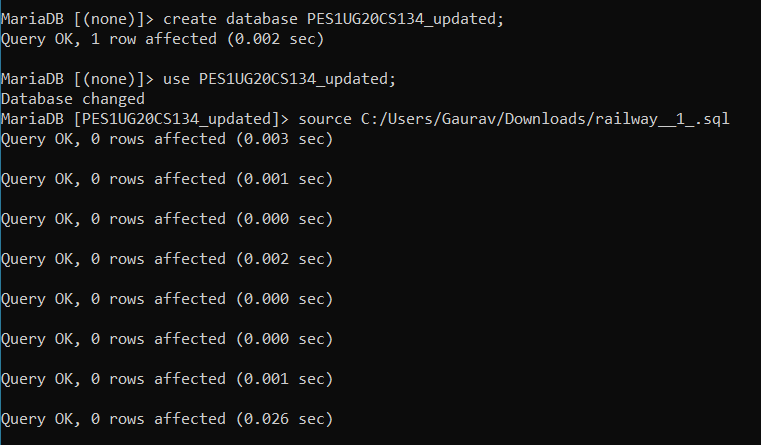 MariaDB [(none)]> create database PES1UG20CS134_updated;
Query OK, 1 row affected (0.002 sec)
MariaDB [(none)]> use PES1UG20CS134_updated;
Database changed
MariaDB [PES1UG20CS134_updated]> source C:/Users/Gaurav/Downloads/railway__1_.sql
Query OK, 0 rows affected (0.003 sec)
Query OK, 0 rows affected (0.001 sec)
Query OK, 0 rows affected (0.000 sec)
Query OK, 0 rows affected (0.002 sec)
Query OK, 0 rows affected (0.000 sec)
Query OK, 0 rows affected (0.000 sec)
Query OK, 0 rows affected (0.001 sec)
Query OK, 0 rows affected (0.026 sec)